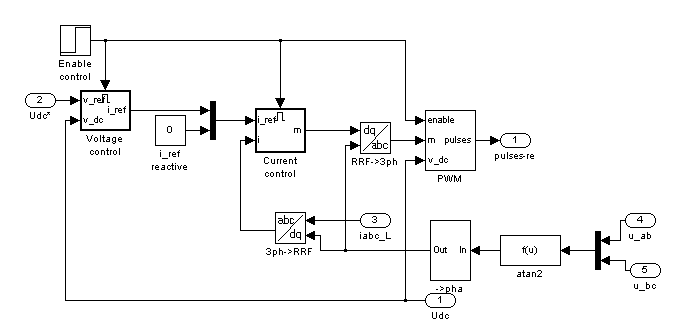 Enable
control
2
Udc*
v_ref
i_ref
v_dc
Voltage
control
0
i_ref
reactive
i_ref
m
i
Current
control
dq
abc
RRF->3ph
enable
m
pulses
v_dc
PWM
1
pulses-re
abc
dq
3ph->RRF
3
iabc_L
Out
In
->pha
f(u)
atan2
4
u_ab
5
u_bc
1
Udc